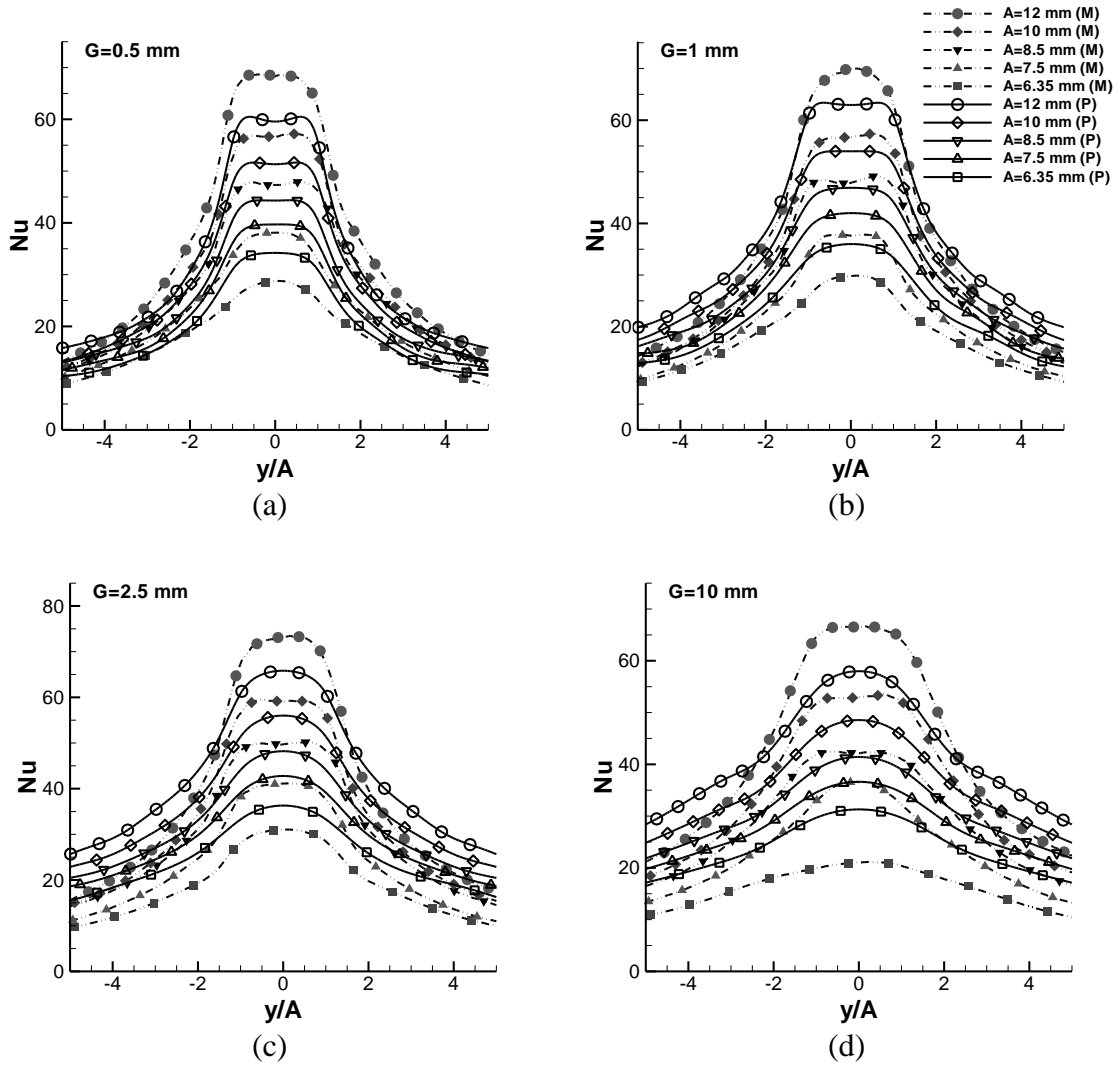 A=12 mm (M)
A=10 mm (M)
A=8.5 mm (M)
A=7.5 mm (M)
A=6.35 mm (M)
A=12 mm (P)
A=10 mm (P)
A=8.5 mm (P)
A=7.5 mm (P)
A=6.35 mm (P)
G=0.5 mm
60
40
20
0
Nu
-4 -2 0 2 4
y/A
(a)
G=1 mm
60
40
20
0
Nu
-4 -2 0 2 4
y/A
(b)
G=2.5 mm
80
60
40
20
0
Nu
-4 -2 0 2 4
y/A
(c)
G=10 mm
60
40
20
0
Nu
-4 -2 0 2 4
y/A
(d)